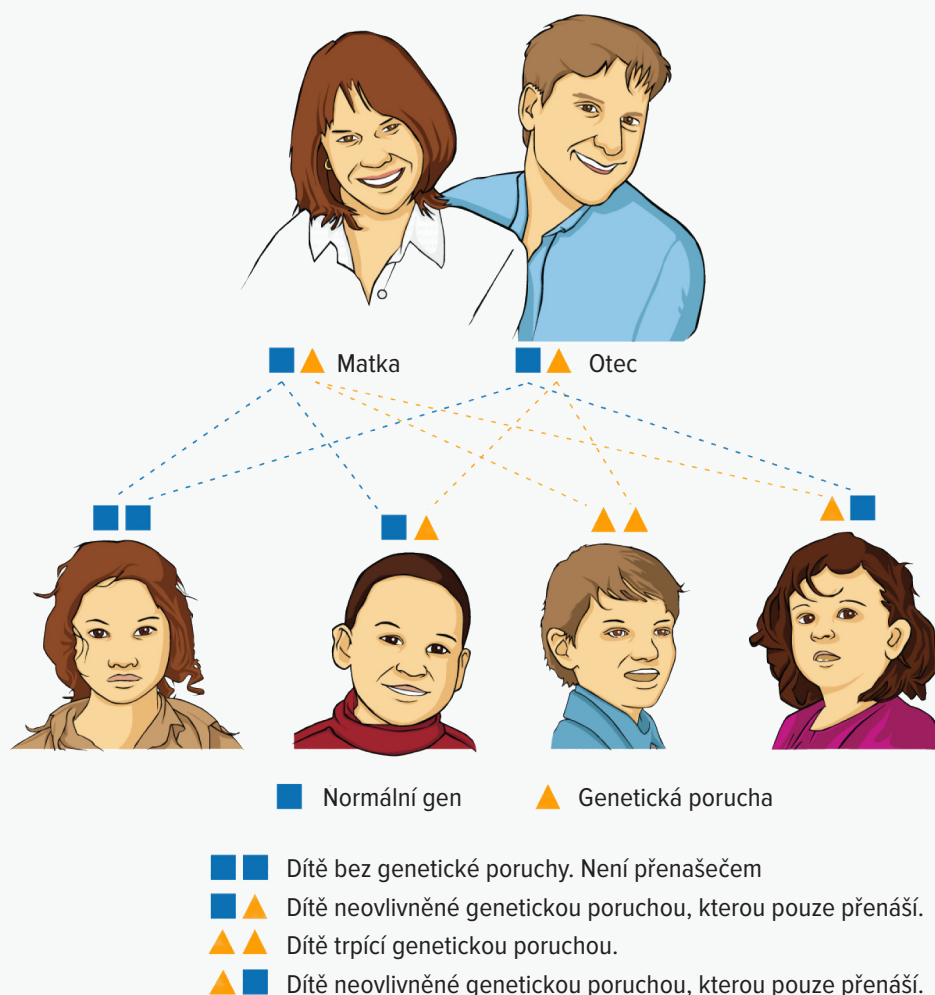 Matka
Otec
Normální gen
Genetická porucha
Dítě bez genetické poruchy. Není přenašečem
Dítě neovlivněné genetickou poruchou, kterou pouze přenáší.
Dítě trpící genetickou poruchou.
Dítě neovlivněné genetickou poruchou, kterou pouze přenáší.